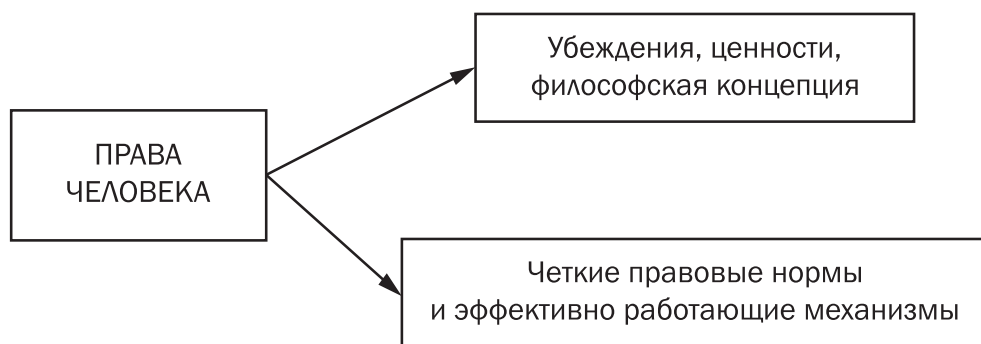 Убеждения, ценности,
философская концепция
ПРАВА
ЧЕЛОВЕКА
Четкие правовые нормы
и эффективно работающие механизмы